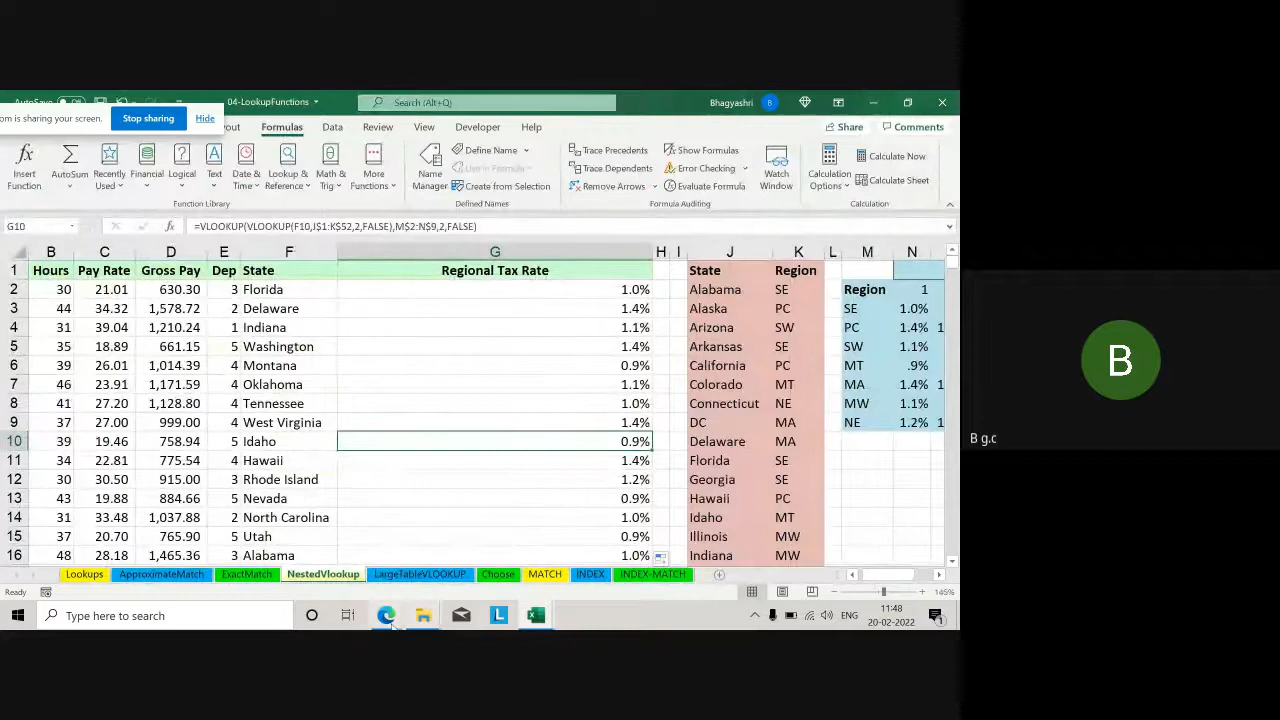 AutoSave
04-LookupFunctions
Search (Alt+Q)
Bhagyashri
B
om is sharing your screen.
Stop sharing
Hide
out
Formulas
Data
Review
View
Developer
Help
Share
Comments
fx
Insert Function
AutoSum
Recently Used
Financial
Logical
Text
Date & Time
Lookup & Reference
Math & Trig
More Functions
Function Library
Name Manager
Define Name
Use in Formula
Create from Selection
Defined Names
Trace Precedents
Trace Dependents
Remove Arrows
Show Formulas
Error Checking
Evaluate Formula
Formula Auditing
Watch Window
Calculation Options
Calculate Now
Calculate Sheet
Calculation
G10
fx
=VLOOKUP(VLOOKUP(F10,J$1:K$52,2,FALSE),M$2:N$9,2,FALSE)
B C D E F G H I J K L M N
1 Hours Pay Rate Gross Pay Dep State Regional Tax Rate State Region
2 30 21.01 630.30 3 Florida 1.0% Alabama SE Region 1
3 44 34.32 1,578.72 2 Delaware 1.4% Alaska PC SE 1.0%
4 31 39.04 1,210.24 1 Indiana 1.1% Arizona SW PC 1.4% 1
5 35 18.89 661.15 5 Washington 1.4% Arkansas SE SW 1.1%
6 39 26.01 1,014.39 4 Montana 0.9% California PC MT .9%
7 46 23.91 1,171.59 4 Oklahoma 1.1% Colorado MT MA 1.4% 1
8 41 27.20 1,128.80 4 Tennessee 1.0% Connecticut NE MW 1.1%
9 37 27.00 999.00 4 West Virginia 1.4% DC MA NE 1.2% 1
10 39 19.46 758.94 5 Idaho 0.9% Delaware MA
11 34 22.81 775.54 4 Hawaii 1.4% Florida SE
12 30 30.50 915.00 3 Rhode Island 1.2% Georgia SE
13 43 19.88 884.66 5 Nevada 0.9% Hawaii PC
14 31 33.48 1,037.88 2 North Carolina 1.0% Idaho MT
15 37 20.70 765.90 5 Utah 0.9% Illinois MW
16 48 28.18 1,465.36 3 Alabama 1.0% Indiana MW
Lookups
ApproximateMatch
ExactMatch
NestedVlookup
LargeTableVLOOKUP
Choose
MATCH
INDEX
INDEX-MATCH
Ready
145%
Type here to search
L
ENG
11:48
20-02-2022
1
B
B g.c